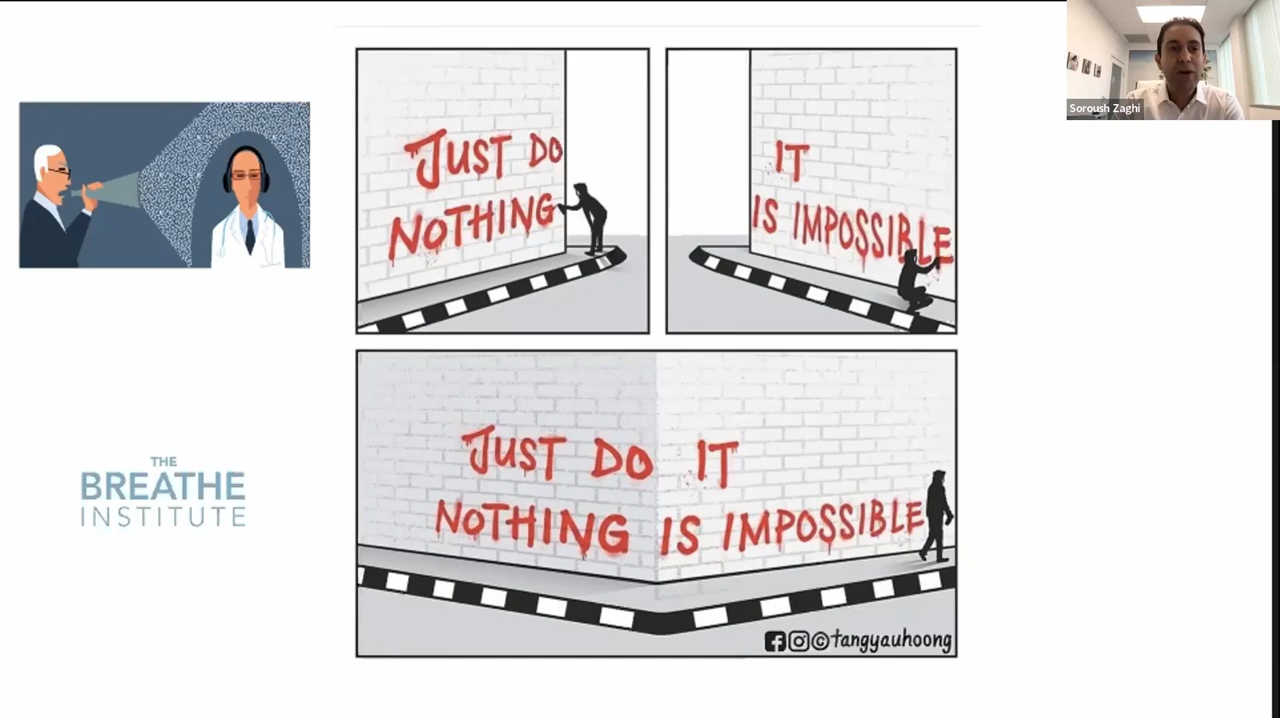 Soroush Zaghi
JUST DO
NOTHING
IT
IS IMPOSSIBLE
JUST DO IT
NOTHING IS IMPOSSIBLE
©tangyauhoong
THE
BREATHE
INSTITUTE